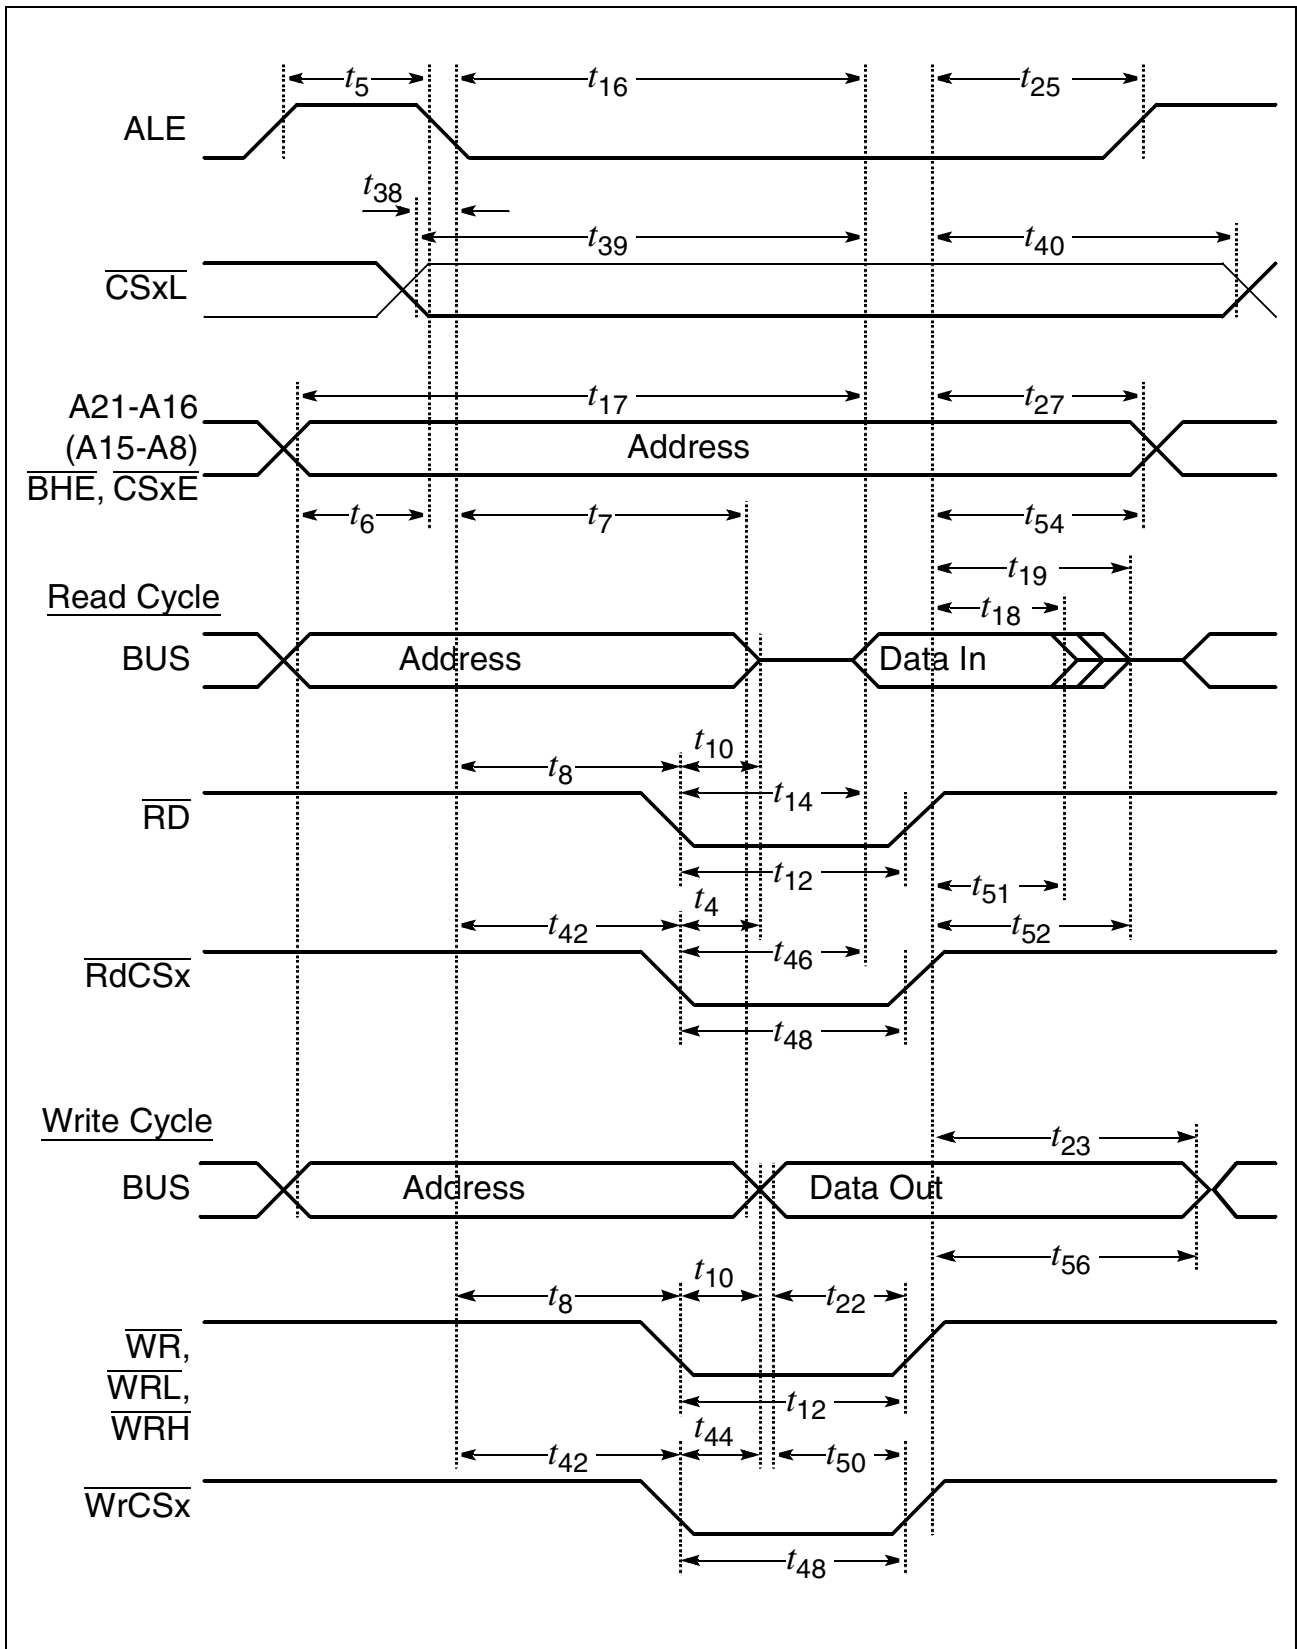 t5 t16 t25
ALE
t38
t39 t40
CSxL
t17 t27
A21-A16
(A15-A8)
BHE, CSxE
Address
t6 t7 t54
t19
Read Cycle
t18
BUS Address Data In
t10
t8
t14
RD
t12
t51
t4
t42 t52
t46
RdCSx
t48
Write Cycle
t23
BUS Address Data Out
t56
t10
t8 t22
WR,
WRL,
WRH
t12
t44
t42 t50
WrCSx
t48